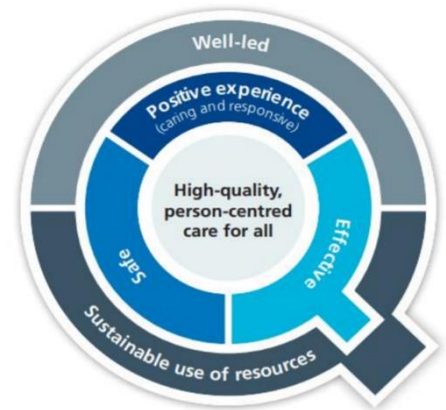 Well-led
Positive experience
(caring and responsive)
High-quality,
person-centred
care for all
Safe
Effective
Sustainable use of resources